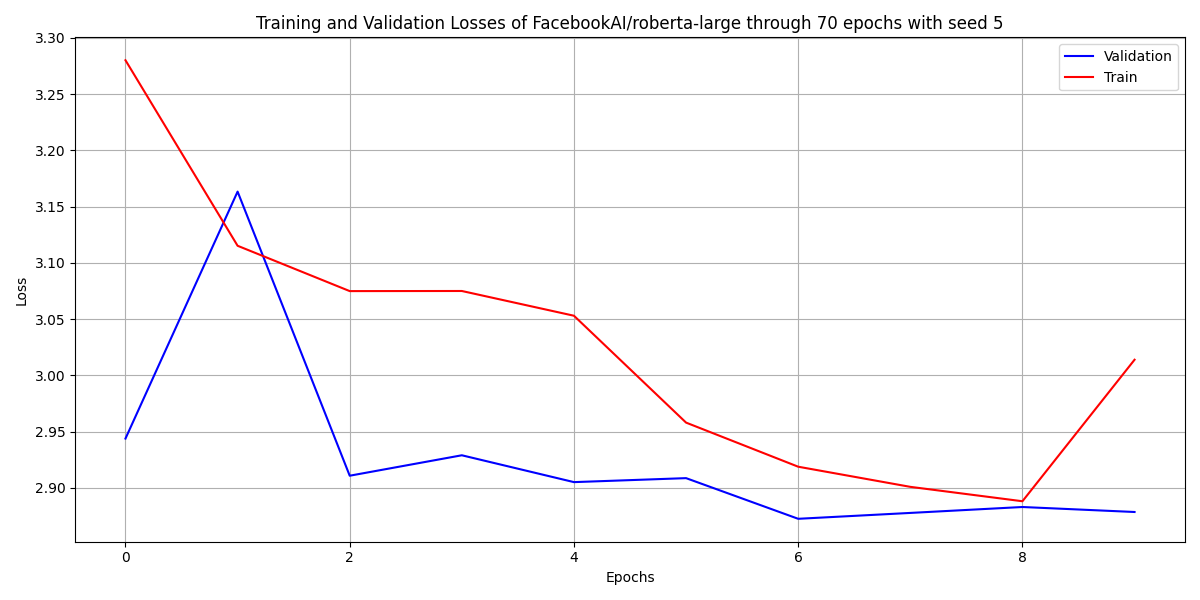 Training and Validation Losses of FacebookAI/roberta-large through 70 epochs with seed 5
Validation
Train
3.30
3.25
3.20
3.15
3.10
3.05
3.00
2.95
2.90
Loss
0 2 4 6 8
Epochs